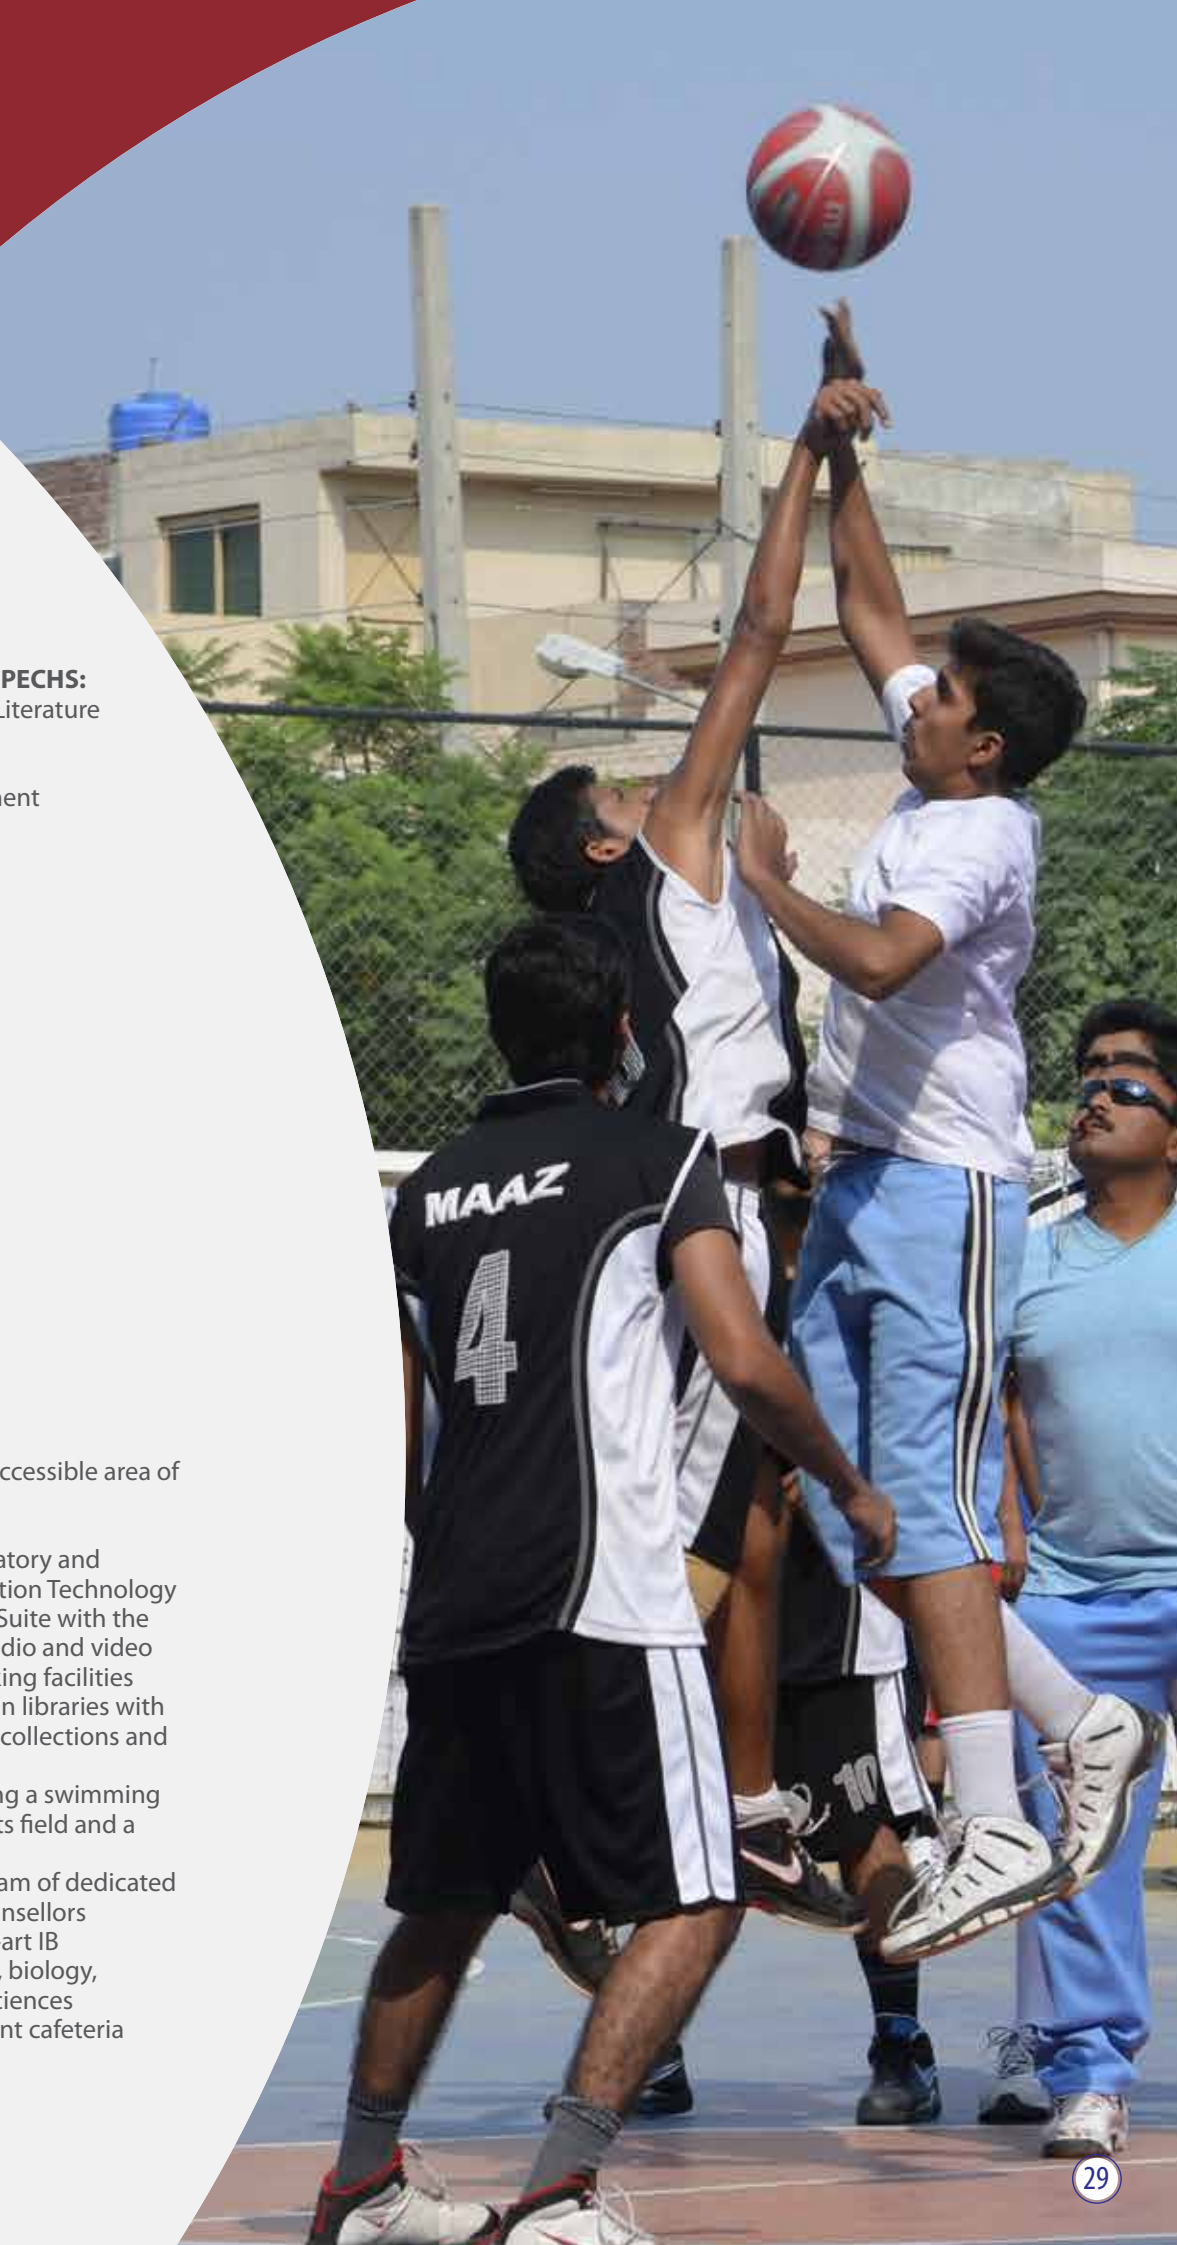 PECHS:
Literature
ent
ccessible area of
atory and
tion Technology
Suite with the
dio and video
ing facilities
n libraries with
collections and
ng a swimming
ts field and a
am of dedicated
nsellors
art IB
, biology,
ciences
nt cafeteria
MAAZ
4
10
29